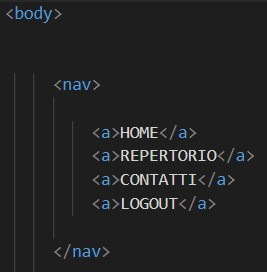 <body>
<nav>
<a>HOME</a>
<a>REPERTORIO</a>
<a>CONTATTI</a>
<a>LOGOUT</a>
</nav>